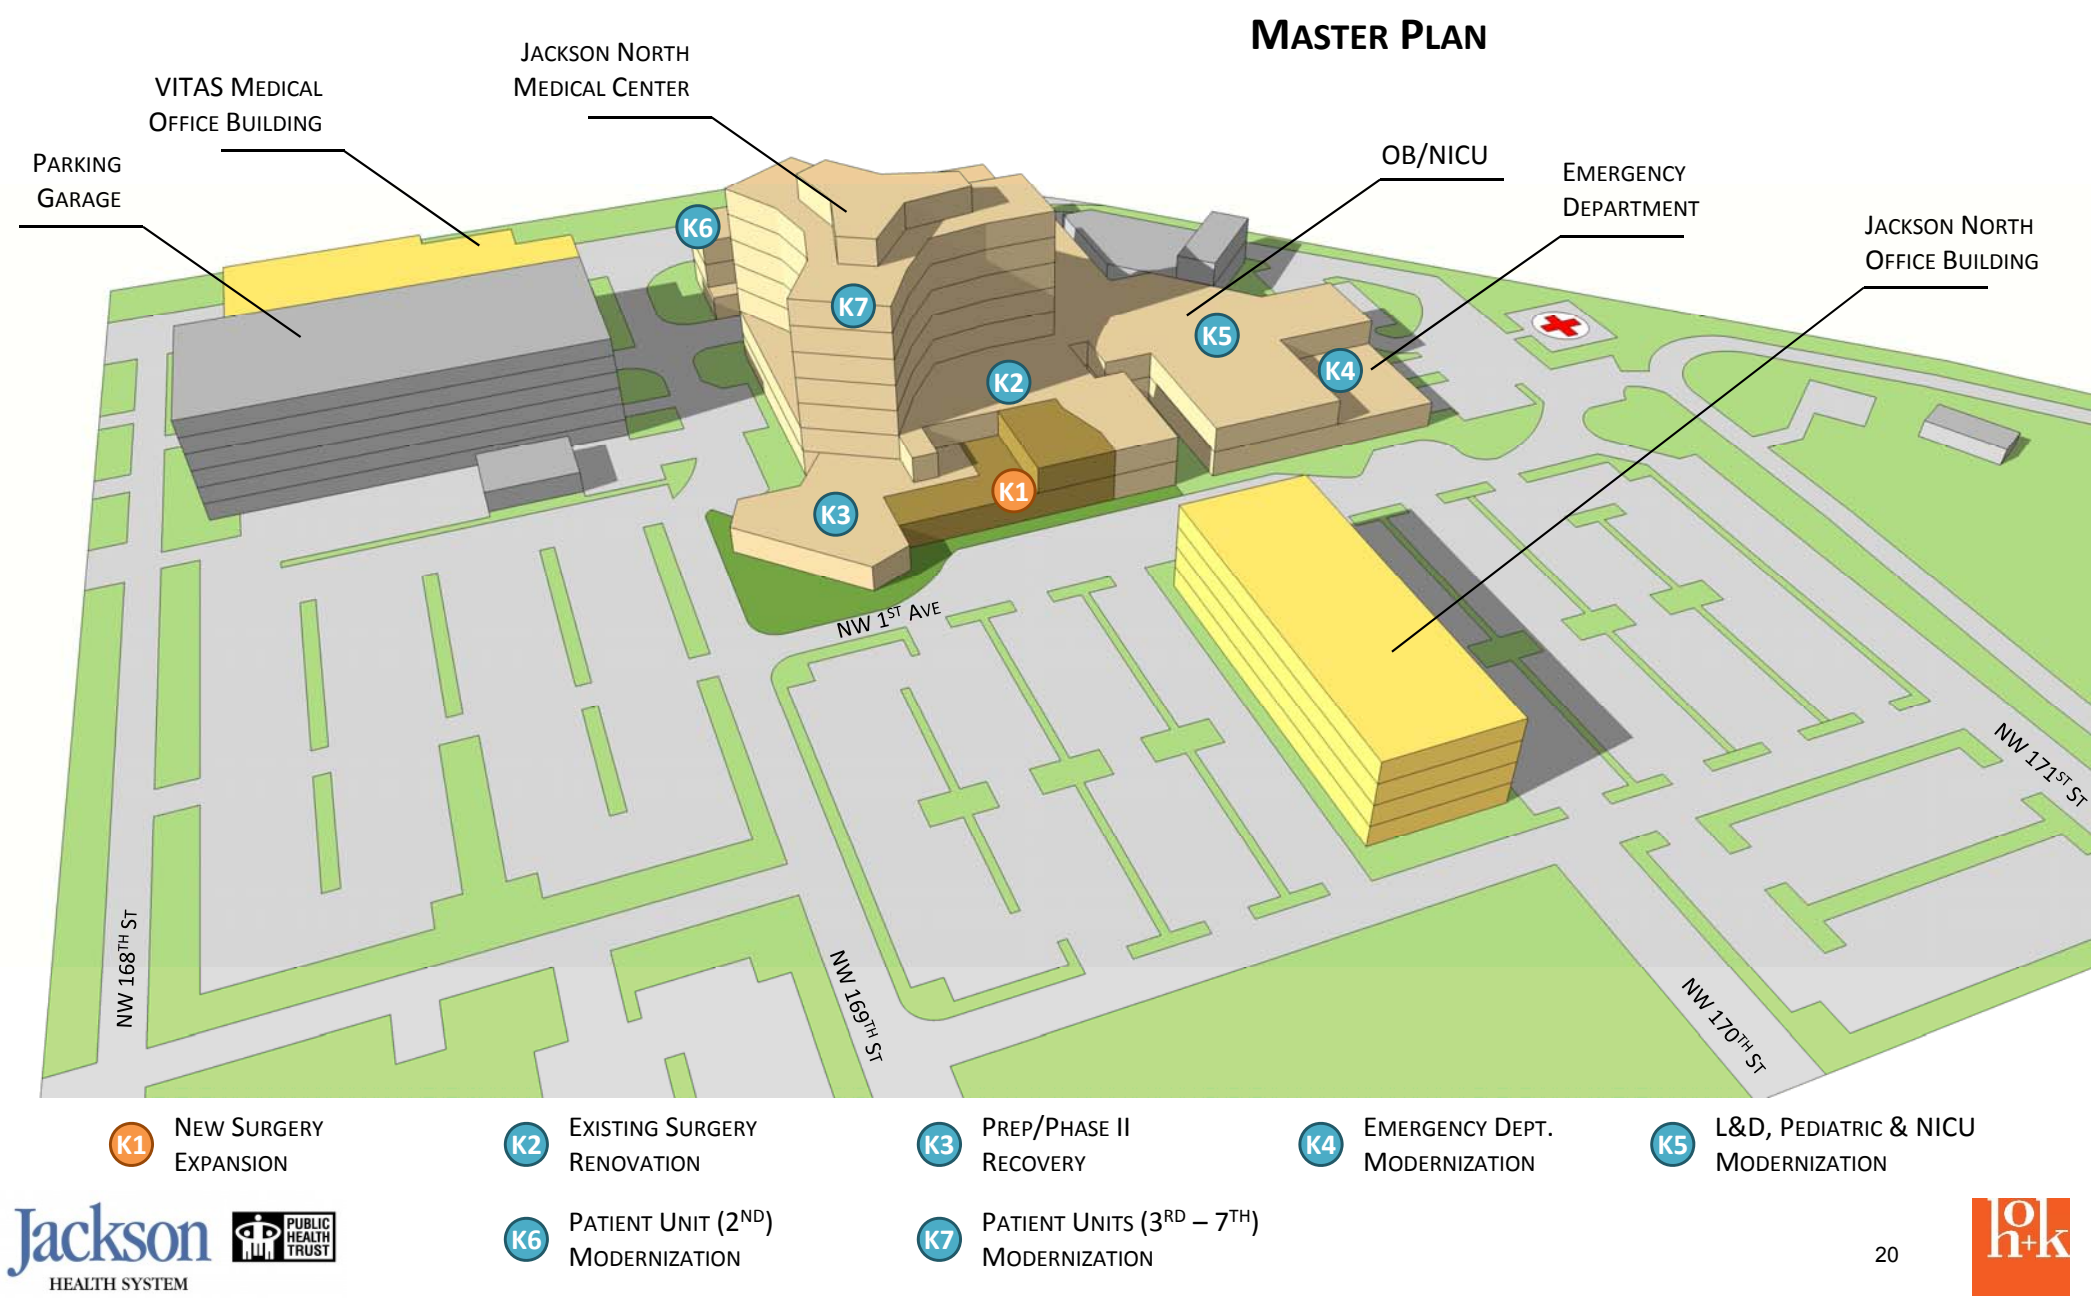 MASTER PLAN
JACKSON NORTH
MEDICAL CENTER
VITAS MEDICAL
OFFICE BUILDING
PARKING
GARAGE
OB/NICU
EMERGENCY
DEPARTMENT
JACKSON NORTH
OFFICE BUILDING
K6
K7
K5
K4
K2
K1
K3
NW 1ST AVE
NW 171ST ST
NW 168TH ST
NW 169TH ST
NW 170TH ST
K1 NEW SURGERY
EXPANSION
K2 EXISTING SURGERY
RENOVATION
K3 PREP/PHASE II
RECOVERY
K4 EMERGENCY DEPT.
MODERNIZATION
K5 L&D, PEDIATRIC & NICU
MODERNIZATION
K6 PATIENT UNIT (2ND)
MODERNIZATION
K7 PATIENT UNITS (3RD – 7TH)
MODERNIZATION
Jackson
HEALTH SYSTEM
PUBLIC
HEALTH
TRUST
20
hok